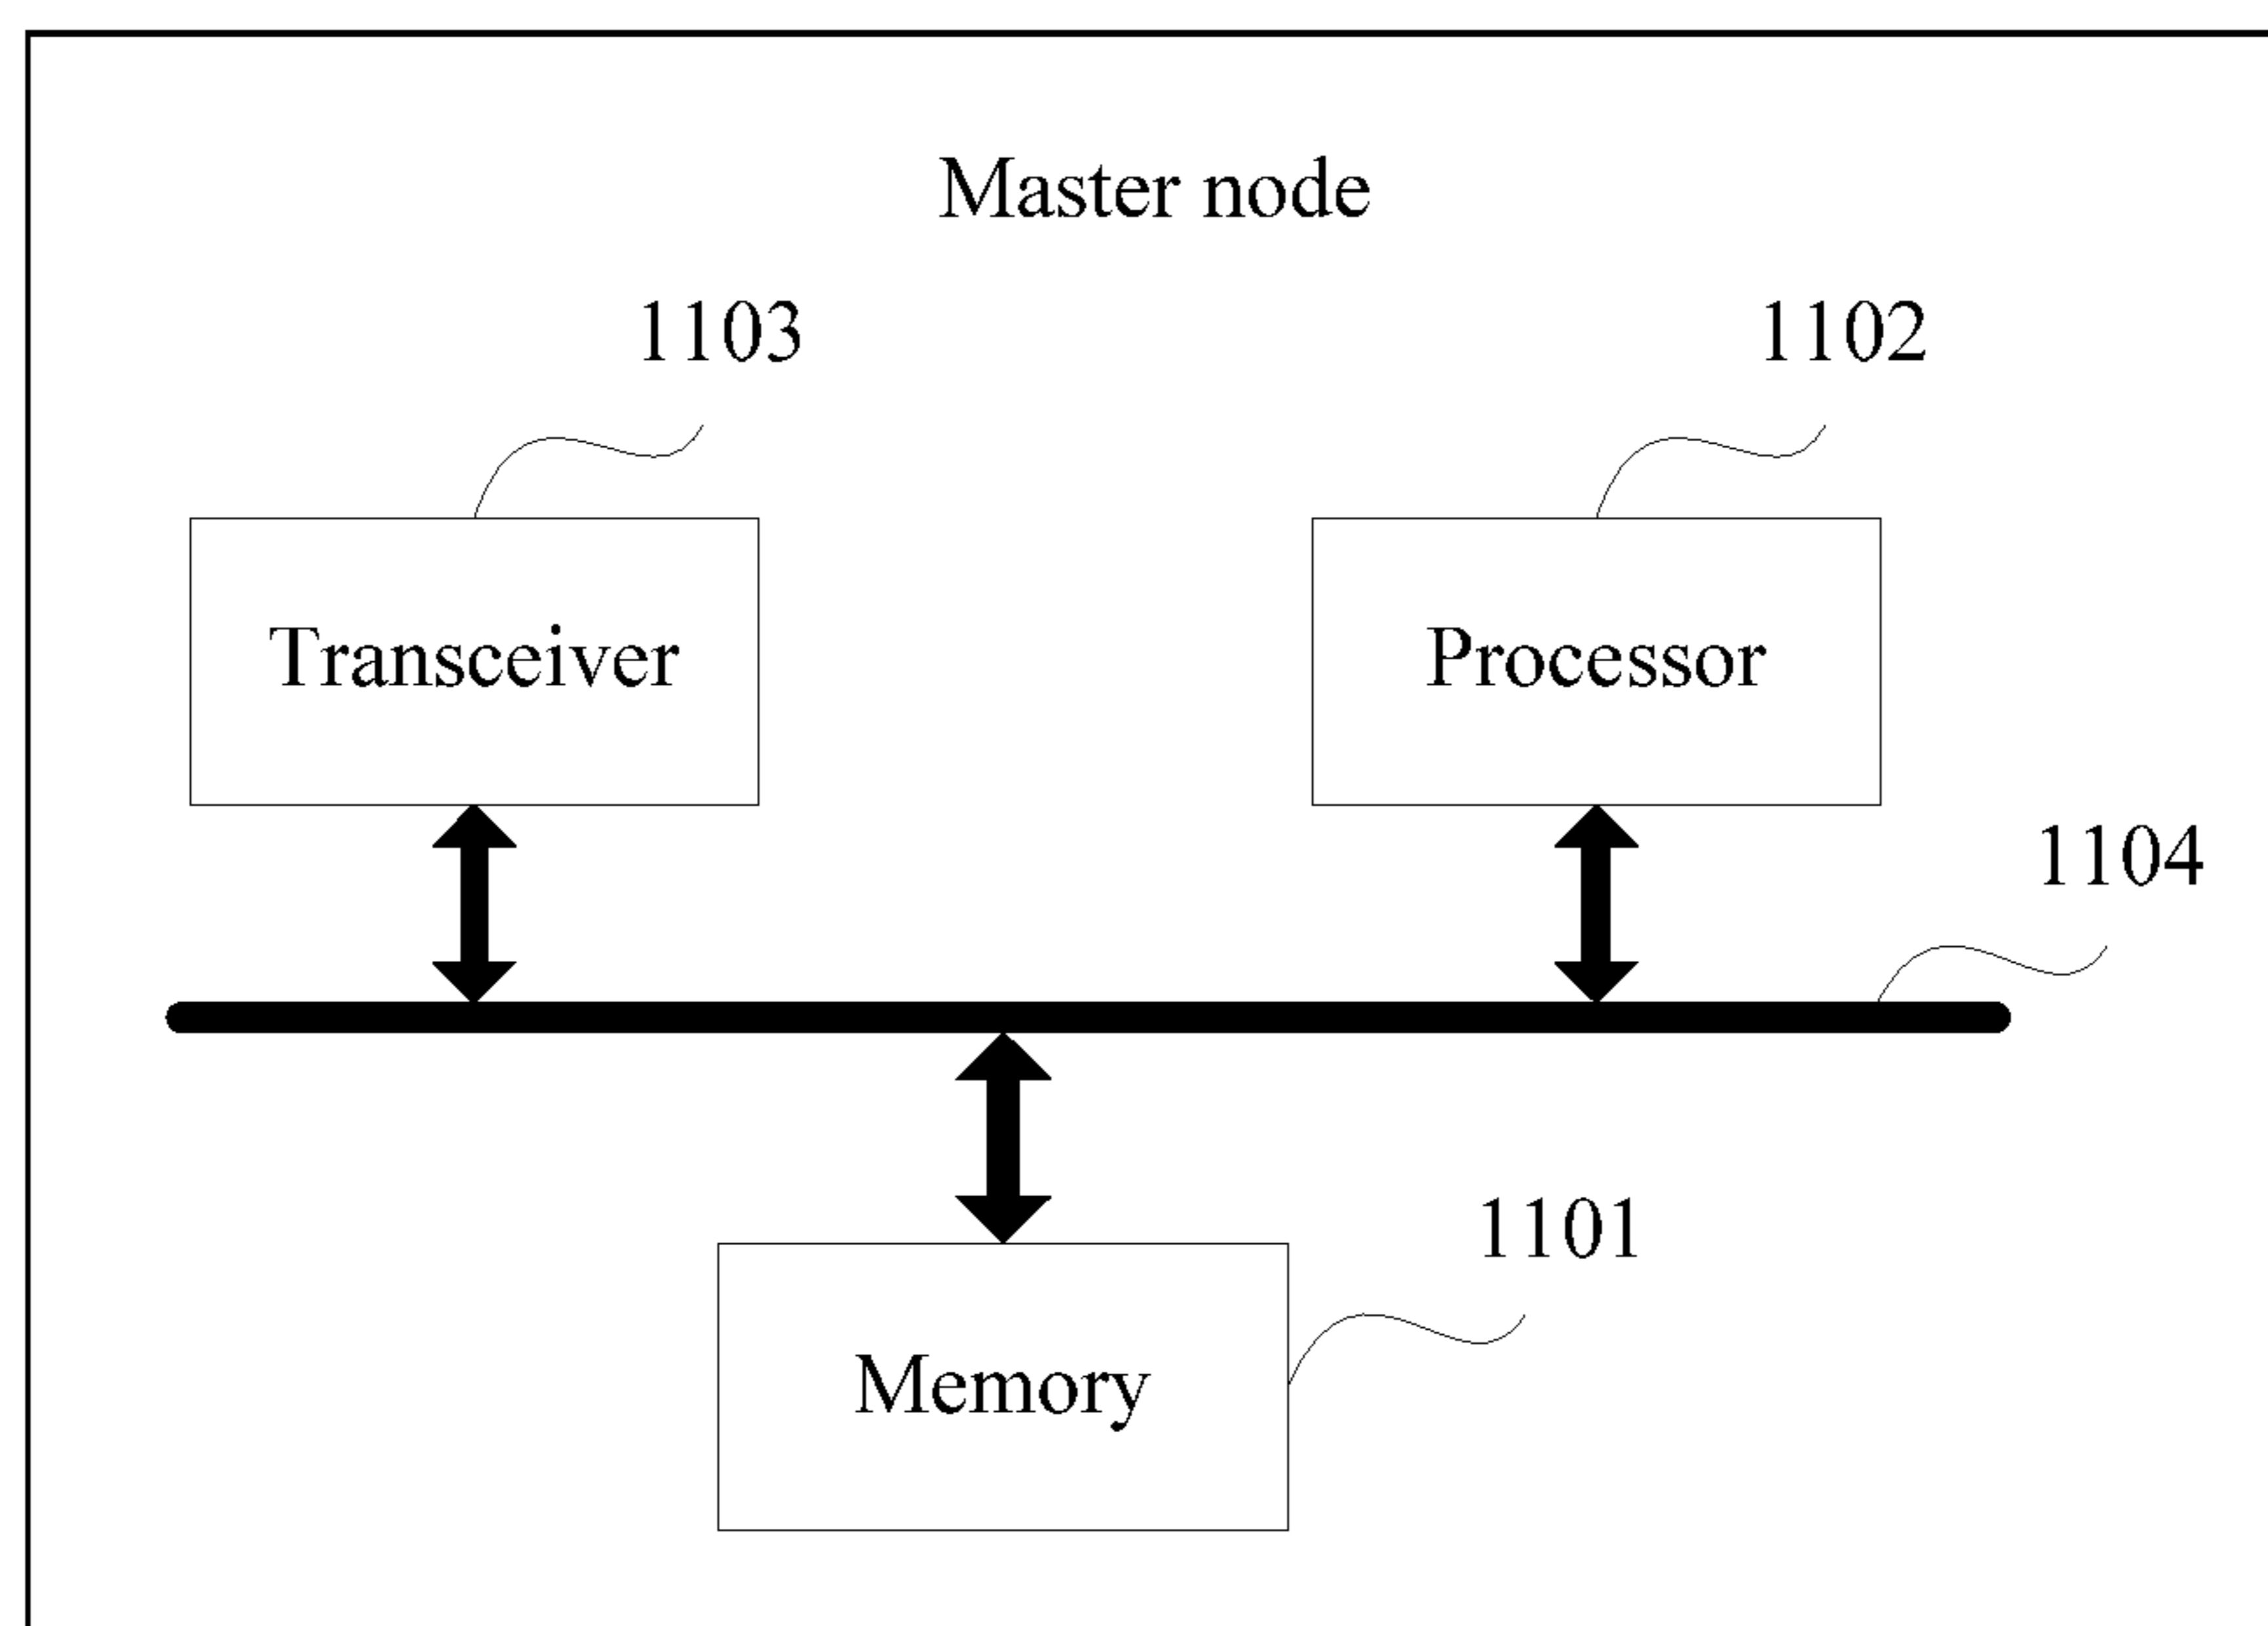 Master node
1103
1102
Transceiver
Processor
1104
1101
Memory